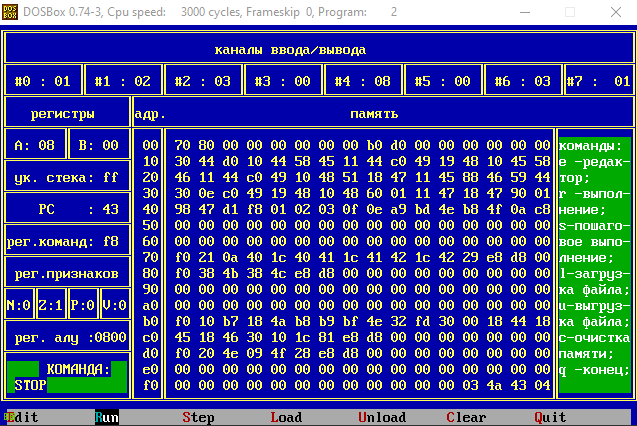 DOSBox 0.74-3, Cpu speed: 3000 cycles, Frameskip 0, Program: 2
каналы ввода/вывода
#0 : 01 #1 : 02 #2 : 03 #3 : 00 #4 : 08 #5 : 00 #6 : 03 #7 : 01
регистры адр. память
A: 08 B: 00 00 70 80 00 00 00 00 00 00 b0 d0 00 00 00 00 00 00 команды:
10 30 44 d0 10 44 58 45 11 44 c0 49 19 48 10 45 58 e -редак-
ук. стека: ff 20 46 11 44 c0 49 10 48 51 18 47 11 45 88 46 59 44 тор;
30 30 0e c0 49 19 48 10 48 60 01 11 47 18 47 90 01 r -выпол-
PC : 43 40 98 47 d1 f8 01 02 03 0f 0e a9 bd 4e b8 4f 0a c8 нение;
50 00 00 00 00 00 00 00 00 00 00 00 00 00 00 00 00 s-пошаго-
рег.команд: f8 60 00 00 00 00 00 00 00 00 00 00 00 00 00 00 00 00 вое выпо-
70 f0 21 0a 40 1c 40 41 1c 41 42 1c 42 29 e8 d8 00 лнение;
рег.признаков 80 f0 38 4b 38 4c e8 d8 00 00 00 00 00 00 00 00 00 l-загруз-
90 00 00 00 00 00 00 00 00 00 00 00 00 00 00 00 00 ка файла;
N:0 Z:1 P:0 V:0 a0 00 00 00 00 00 00 00 00 00 00 00 00 00 00 00 00 u-выгруз-
b0 f0 10 b7 18 4a b8 b9 bf 4e 32 fd 30 00 18 44 18 ка файла;
рег. алу :0800 c0 45 18 46 30 10 1c 81 e8 d8 00 00 00 00 00 00 00 c-очистка
d0 f0 20 4e 09 4f 28 e8 d8 00 00 00 00 00 00 00 00 памяти;
КОМАНДА: e0 00 00 00 00 00 00 00 00 00 00 00 00 00 00 00 00 q -конец;
STOP f0 00 00 00 00 00 00 00 00 00 00 00 00 03 4a 43 04
dit Run Step Load Unload Clear Quit